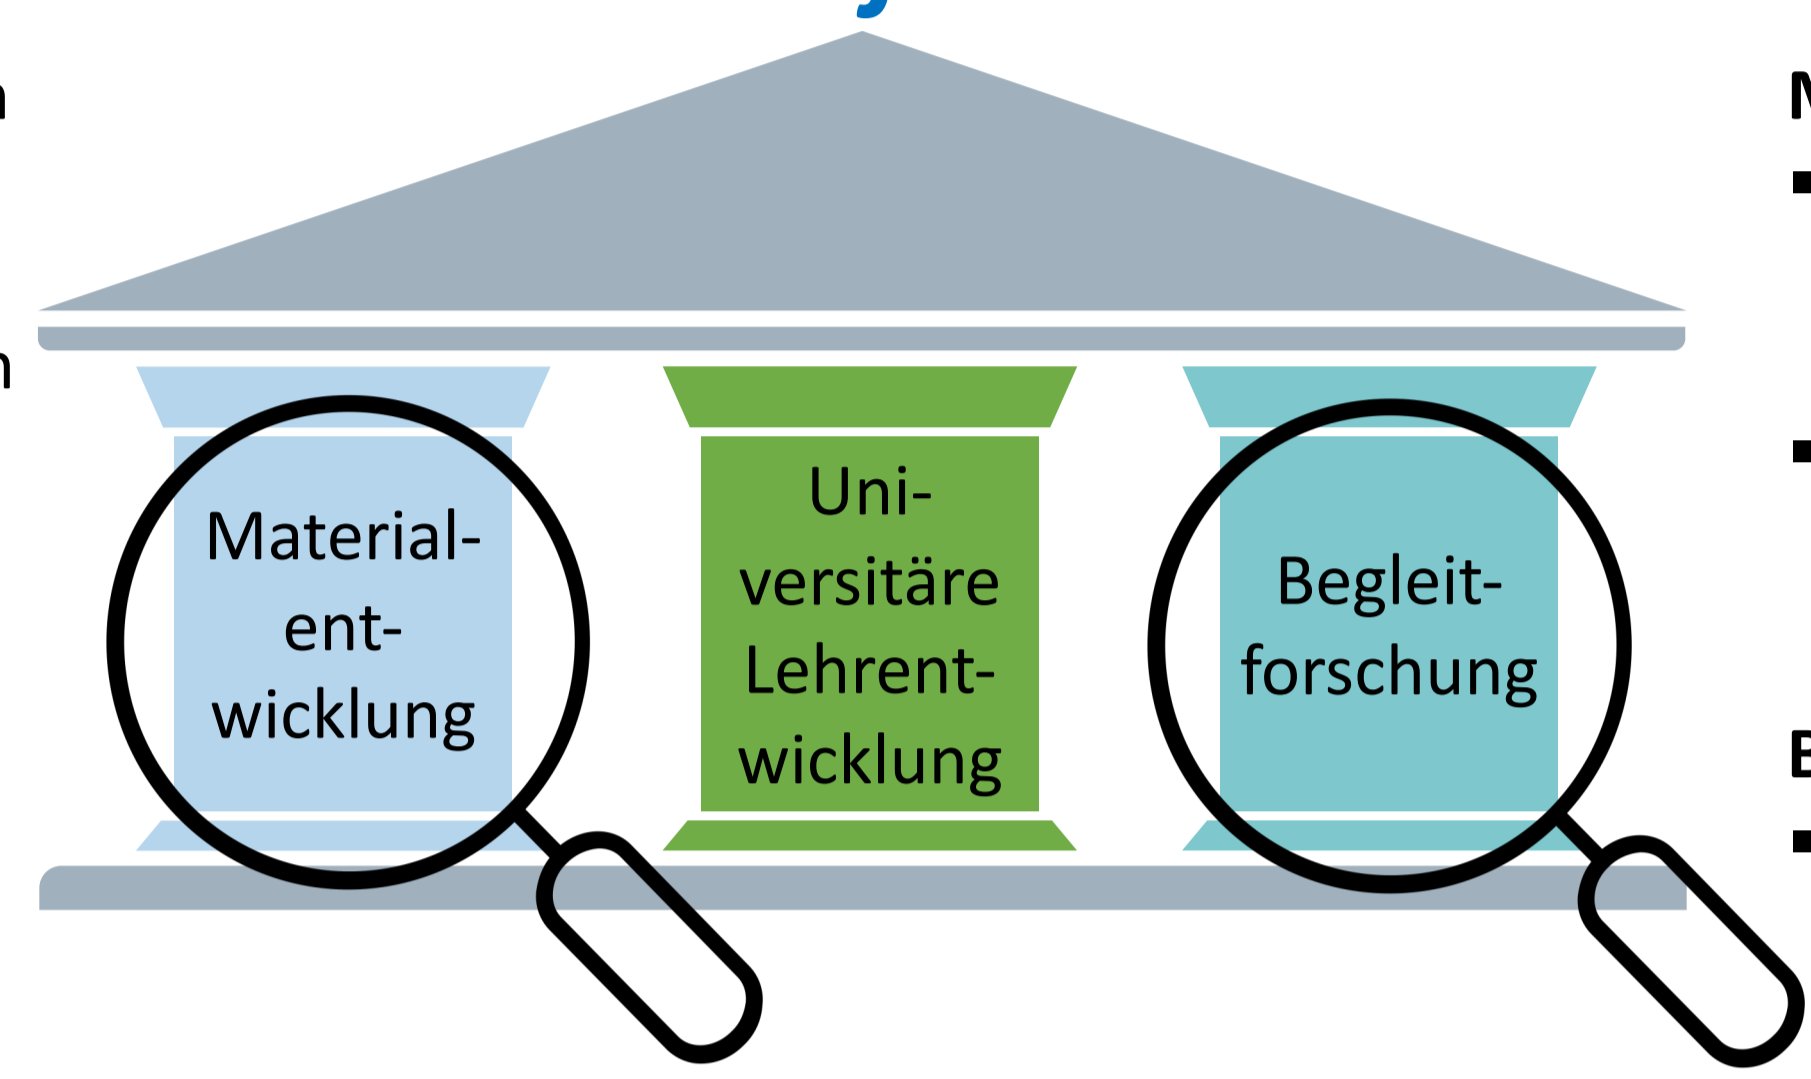 Material-
ent-
wicklung
Uni-
versitäre
Lehrent-
wicklung
Begleit-
forschung